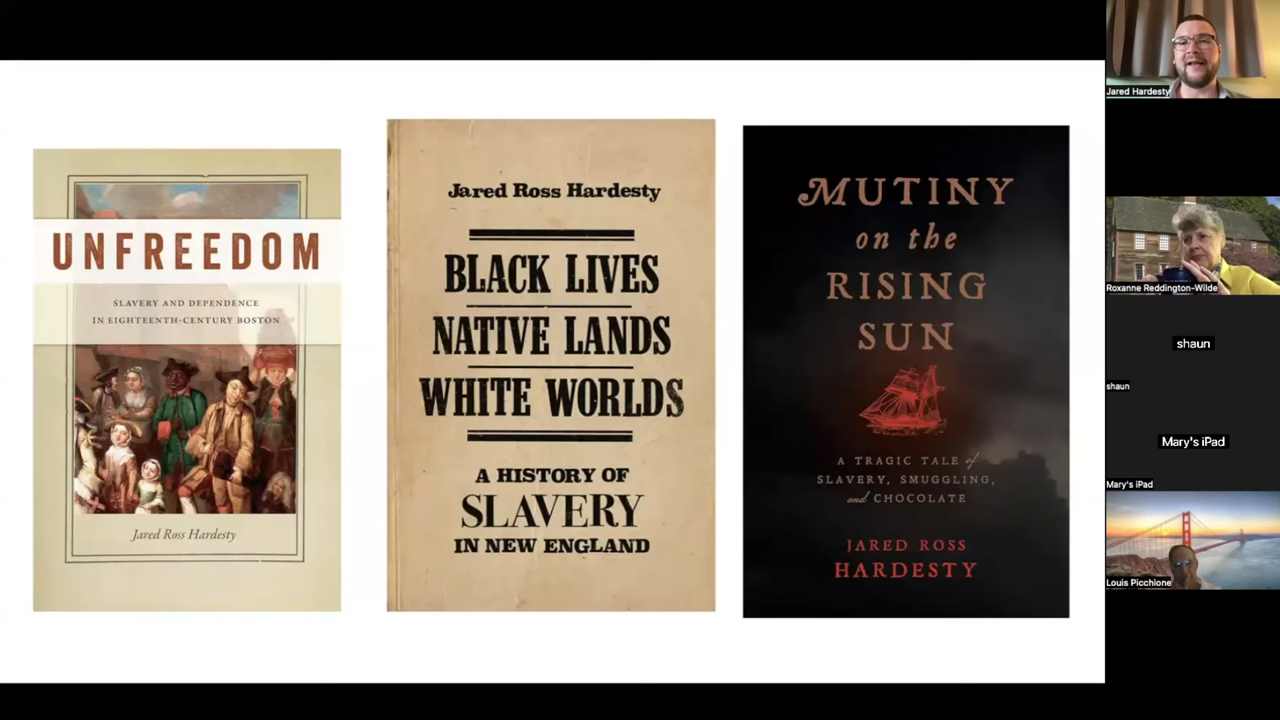 UNFREEDOM
SLAVERY AND DEPENDENCE
IN EIGHTEENTH-CENTURY BOSTON
Jared Ross Hardesty
Jared Ross Hardesty
BLACK LIVES
NATIVE LANDS
WHITE WORLDS
A HISTORY OF
SLAVERY
IN NEW ENGLAND
MUTINY
on the
RISING
SUN
A TRAGIC TALE of
SLAVERY, SMUGGLING,
and CHOCOLATE
JARED ROSS
HARDESTY
Jared Hardesty
Roxanne Reddington-Wilde
shaun
shaun
Mary's iPad
Mary's iPad
Louis Picchione